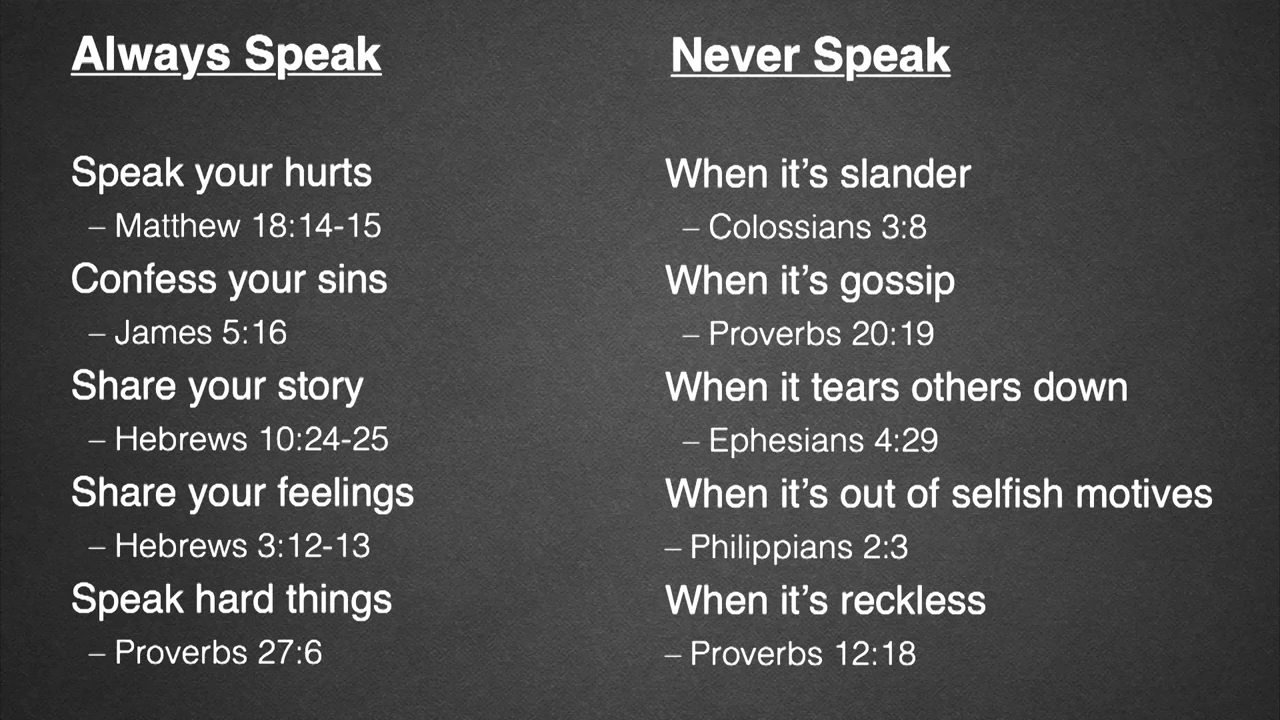 Always Speak
Speak your hurts
– Matthew 18:14-15
Confess your sins
– James 5:16
Share your story
– Hebrews 10:24-25
Share your feelings
– Hebrews 3:12-13
Speak hard things
– Proverbs 27:6
Never Speak
When it’s slander
– Colossians 3:8
When it’s gossip
– Proverbs 20:19
When it tears others down
– Ephesians 4:29
When it’s out of selfish motives
– Philippians 2:3
When it’s reckless
– Proverbs 12:18